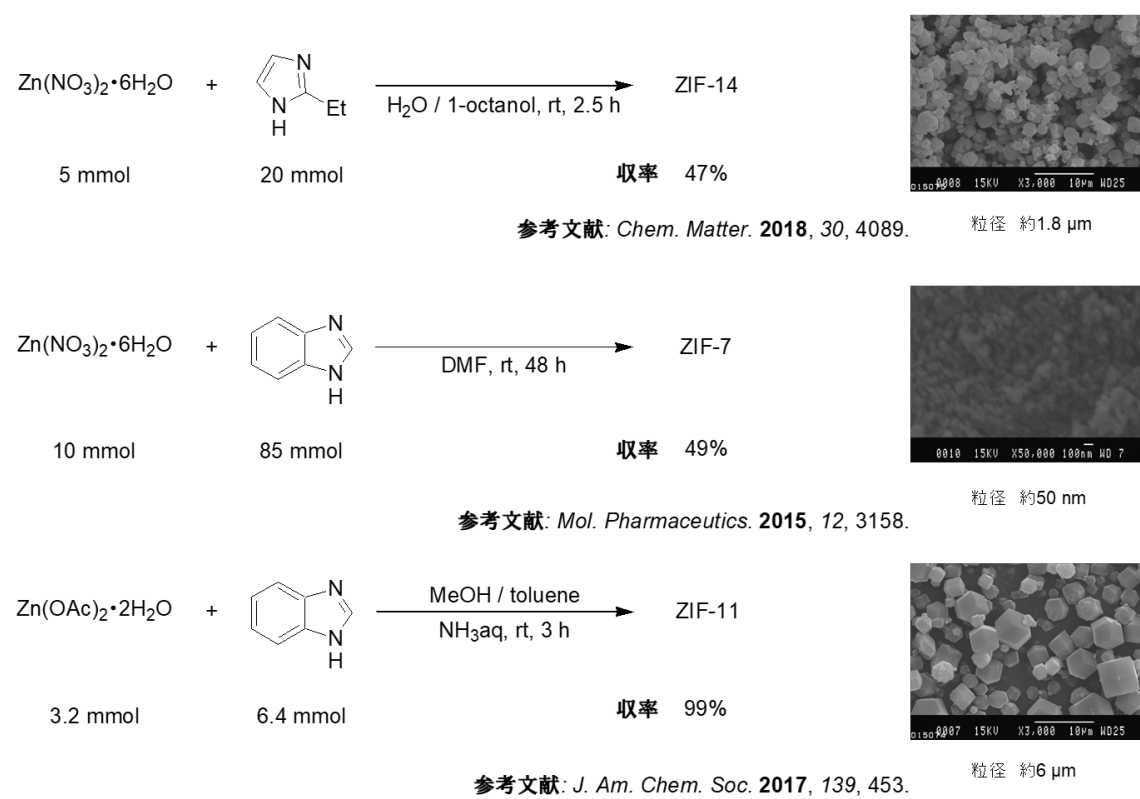 Zn(NO3)2•6H2O + N N H Et H2O / 1-octanol, rt, 2.5 h ZIF-14
5 mmol 20 mmol 収率 47%
0008 15KV X3,000 10µm WD25
参考文献: Chem. Matter. 2018, 30, 4089.
粒径 約1.8 µm
Zn(NO3)2•6H2O + N N H DMF, rt, 48 h ZIF-7
10 mmol 85 mmol 収率 49%
0010 15KV X50,000 100nm WD 7
粒径 約50 nm
参考文献: Mol. Pharmaceutics. 2015, 12, 3158.
Zn(OAc)2•2H2O + N N H MeOH / toluene
NH3aq, rt, 3 h ZIF-11
3.2 mmol 6.4 mmol 収率 99%
0007 15KV X3,000 10µm WD25
粒径 約6 µm
参考文献: J. Am. Chem. Soc. 2017, 139, 453.